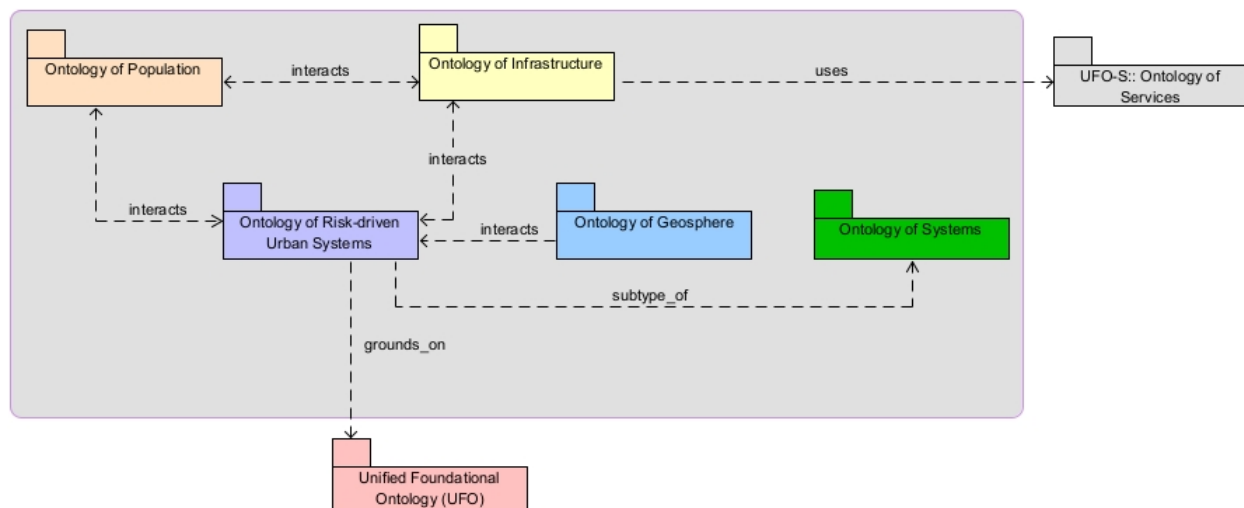 Ontology of Population
interacts
Ontology of Infrastructure
uses
UFO-S:: Ontology of
Services
interacts
interacts
Ontology of Risk-driven
Urban Systems
interacts
Ontology of Geosphere
Ontology of Systems
subtype_of
grounds_on
Unified Foundational
Ontology (UFO)